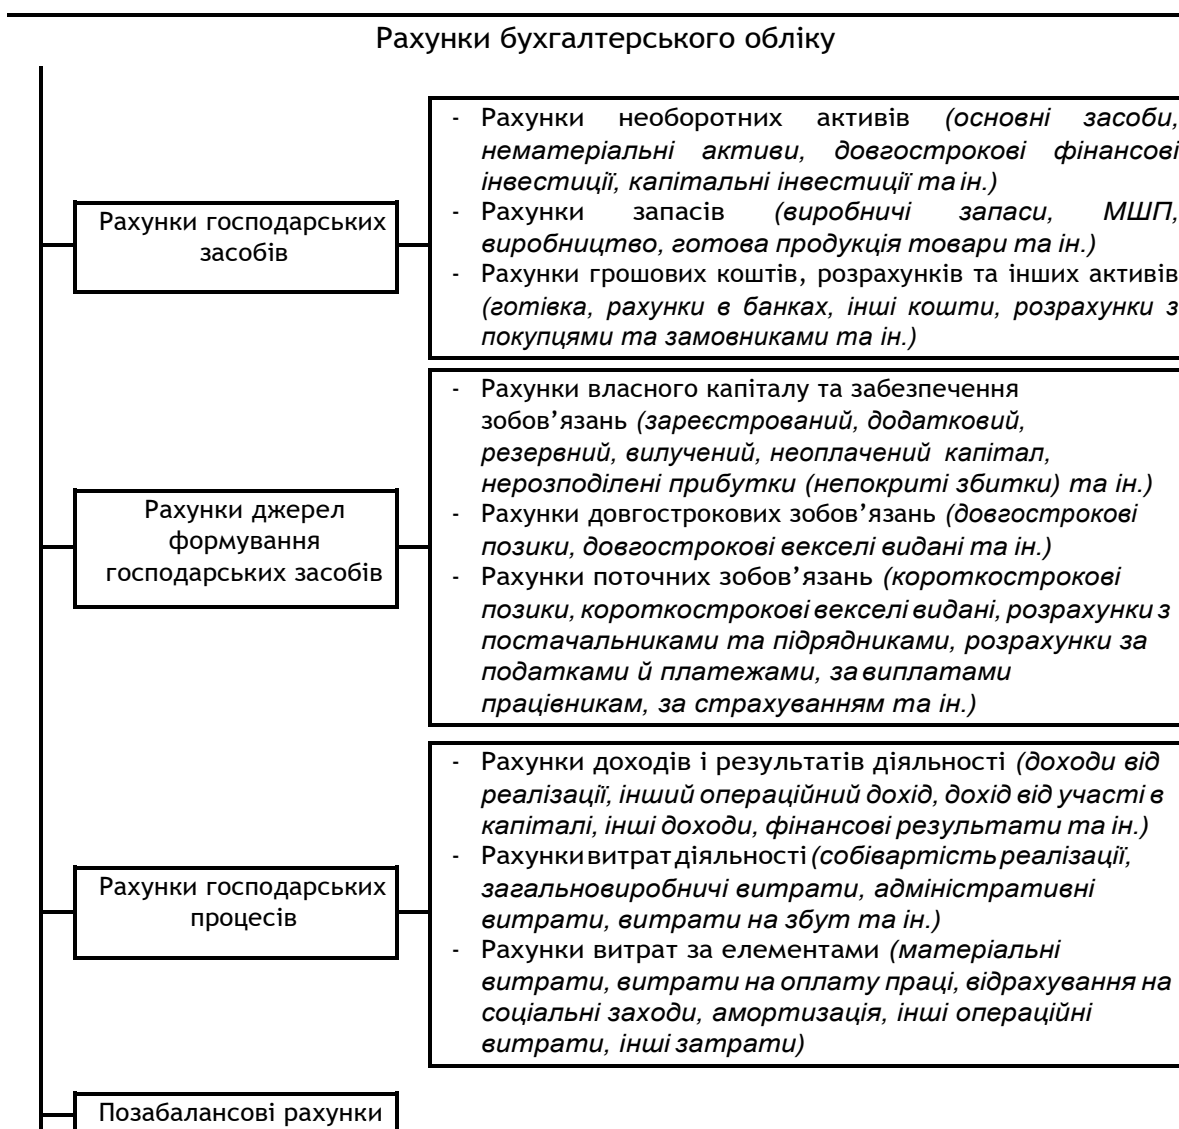 Рахунки бухгалтерського обліку
Рахунки господарських
засобів
- Рахунки необоротних активів (основні засоби,
нематеріальні активи, довгострокові фінансові
інвестиції, капітальні інвестиції та ін.)
- Рахунки запасів (виробничі запаси, МШП,
виробництво, готова продукція товари та ін.)
- Рахунки грошових коштів, розрахунків та інших активів
(готівка, рахунки в банках, інші кошти, розрахунки з
покупцями та замовниками та ін.)
Рахунки джерел
формування
господарських засобів
- Рахунки власного капіталу та забезпечення
зобов’язань (зареєстрований, додатковий,
резервний, вилучений, неоплачений капітал,
нерозподілені прибутки (непокриті збитки) та ін.)
- Рахунки довгострокових зобов’язань (довгострокові
позики, довгострокові векселі видані та ін.)
- Рахунки поточних зобов’язань (короткострокові
позики, короткострокові векселі видані, розрахунки з
постачальниками та підрядниками, розрахунки за
податками й платежами, за виплатами
працівникам, за страхуванням та ін.)
Рахунки господарських
процесів
- Рахунки доходів і результатів діяльності (доходи від
реалізації, інший операційний дохід, дохід від участі в
капіталі, інші доходи, фінансові результати та ін.)
- Рахунки витрат діяльності (собівартість реалізації,
загальновиробничі витрати, адміністративні
витрати, витрати на збут та ін.)
- Рахунки витрат за елементами (матеріальні
витрати, витрати на оплату праці, відрахування на
соціальні заходи, амортизація, інші операційні
витрати, інші затрати)
Позабалансові рахунки